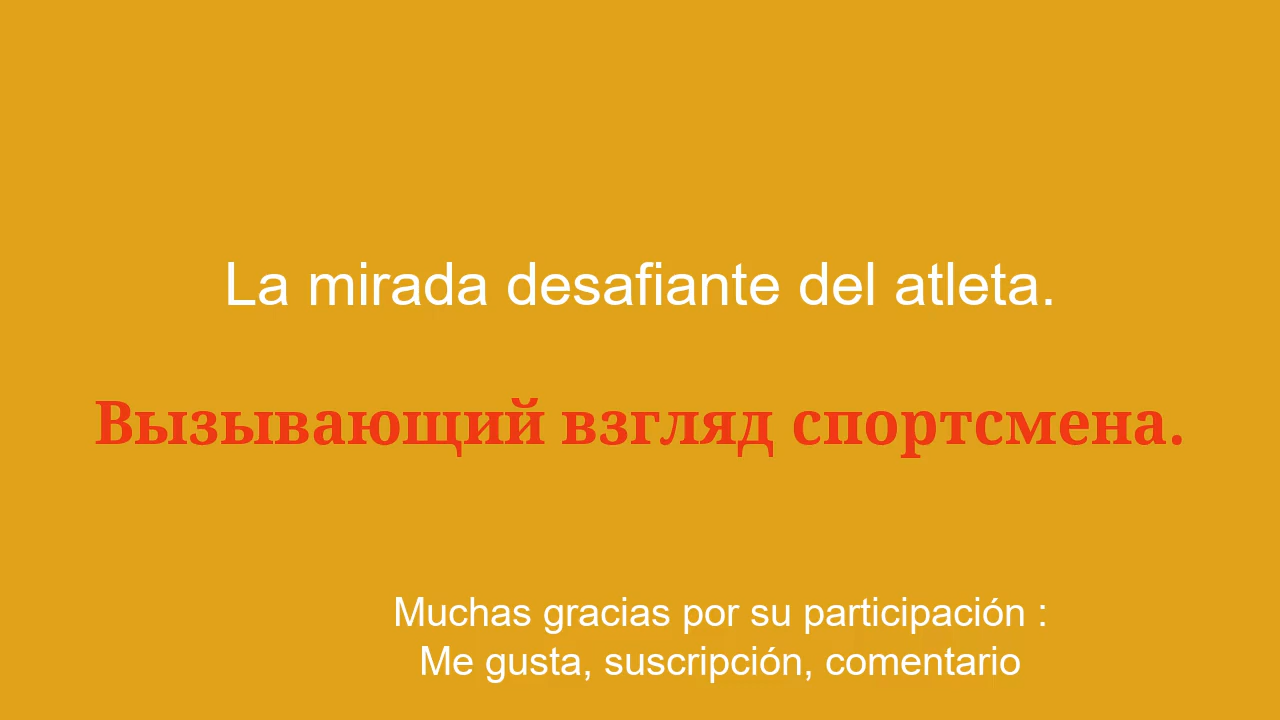 La mirada desafiante del atleta.
Вызывающий взгляд спортсмена.
Muchas gracias por su participación :
Me gusta, suscripción, comentario